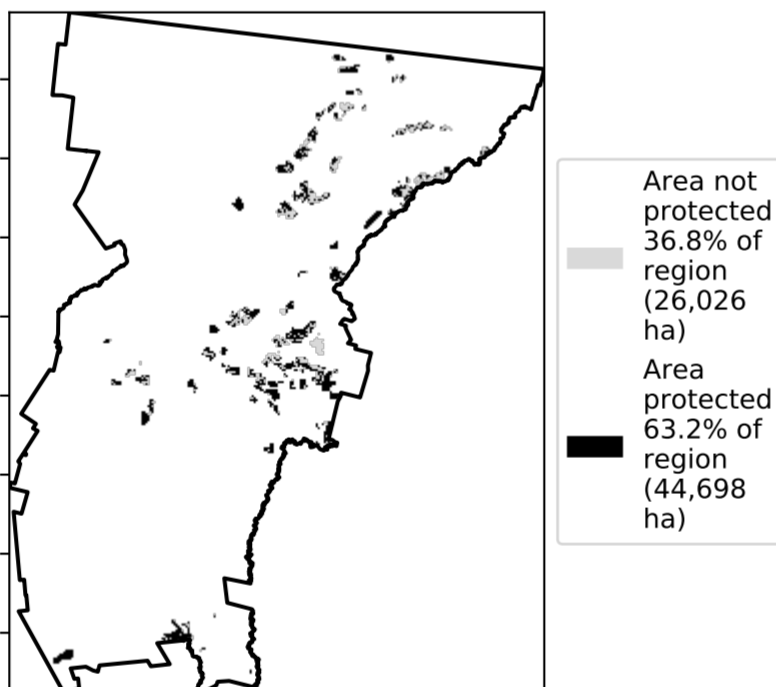 Area not
protected
36.8% of
region
(26,026
ha)
Area
protected
63.2% of
region
(44,698
ha)